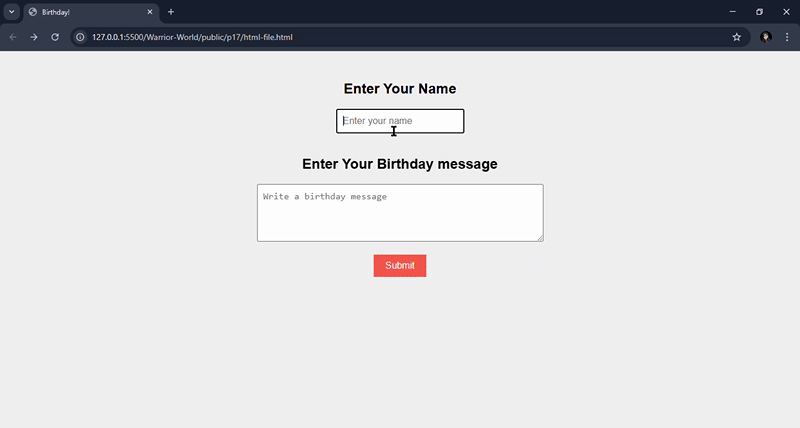 Birthday!
127.0.0.1:5500/Warrior-World/public/p17/html-file.html
Enter Your Name
Enter your name
Enter Your Birthday message
Write a birthday message
Submit